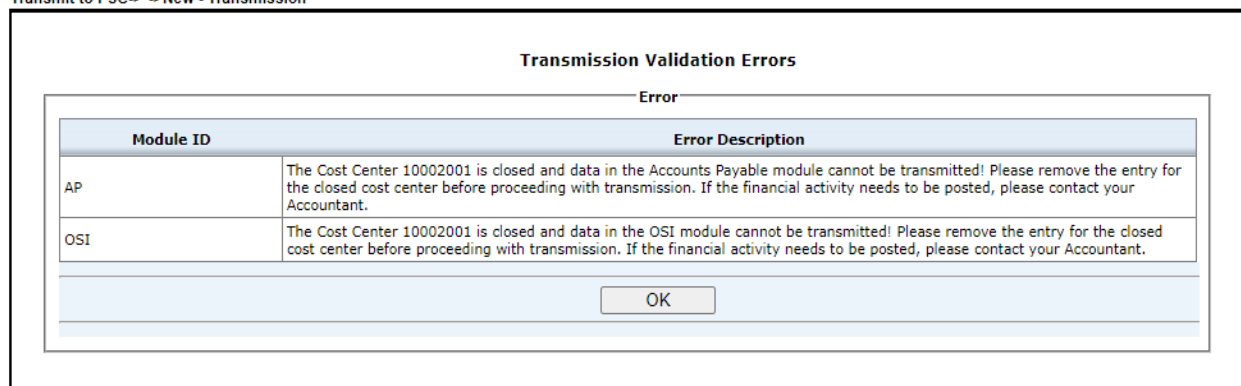 Transmission Validation Errors
Error
Module ID Error Description
AP
The Cost Center 10002001 is closed and data in the Accounts Payable module cannot be transmitted! Please remove the entry for
the closed cost center before proceeding with transmission. If the financial activity needs to be posted, please contact your
Accountant.
OSI
The Cost Center 10002001 is closed and data in the OSI module cannot be transmitted! Please remove the entry for the closed
cost center before proceeding with transmission. If the financial activity needs to be posted, please contact your Accountant.
OK